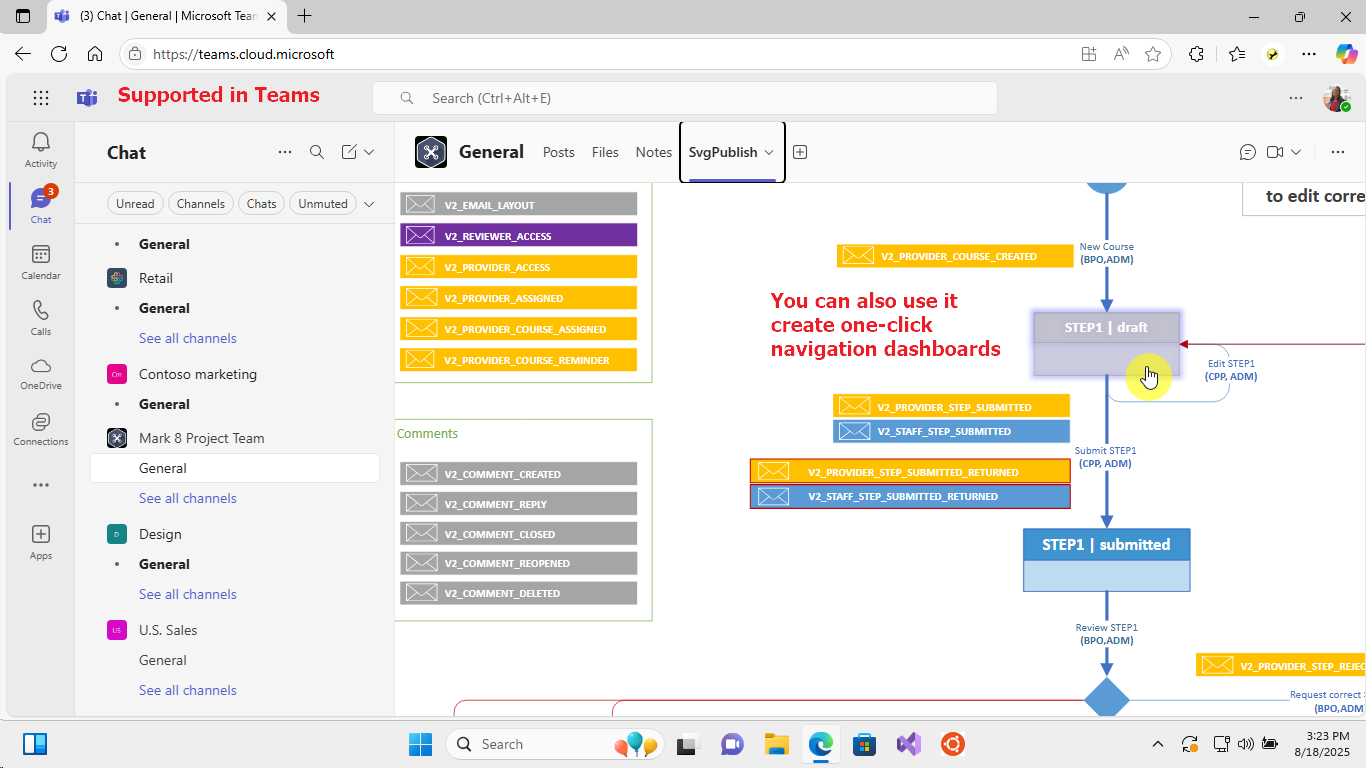 (3) Chat | General | Microsoft Tean
https://teams.cloud.microsoft
Supported in Teams
Search (Ctrl+Alt+E)
Activity
3
Chat
Calendar
Calls
OneDrive
Connections
Apps
Chat
Unread
Channels
Chats
Unmuted
General
Retail
General
See all channels
Cm
Contoso marketing
General
Mark 8 Project Team
General
See all channels
D
Design
General
See all channels
US
U.S. Sales
General
See all channels
General
Posts
Files
Notes
SvgPublish
V2_EMAIL_LAYOUT
V2_REVIEWER_ACCESS
V2_PROVIDER_ACCESS
V2_PROVIDER_ASSIGNED
V2_PROVIDER_COURSE_ASSIGNED
V2_PROVIDER_COURSE_REMINDER
Comments
V2_COMMENT_CREATED
V2_COMMENT_REPLY
V2_COMMENT_CLOSED
V2_COMMENT_REOPENED
V2_COMMENT_DELETED
to edit corre
New Course
(BPO,ADM)
V2_PROVIDER_COURSE_CREATED
You can also use it
create one-click
navigation dashboards
STEP1 | draft
Edit STEP1
(CPP, ADM)
V2_PROVIDER_STEP_SUBMITTED
V2_STAFF_STEP_SUBMITTED
Submit STEP1
(CPP, ADM)
V2_PROVIDER_STEP_SUBMITTED_RETURNED
V2_STAFF_STEP_SUBMITTED_RETURNED
STEP1 | submitted
Review STEP1
(BPO,ADM)
V2_PROVIDER_STEP_REJEC
Request correct
(BPO,ADM
Search
3:23 PM
8/18/2025